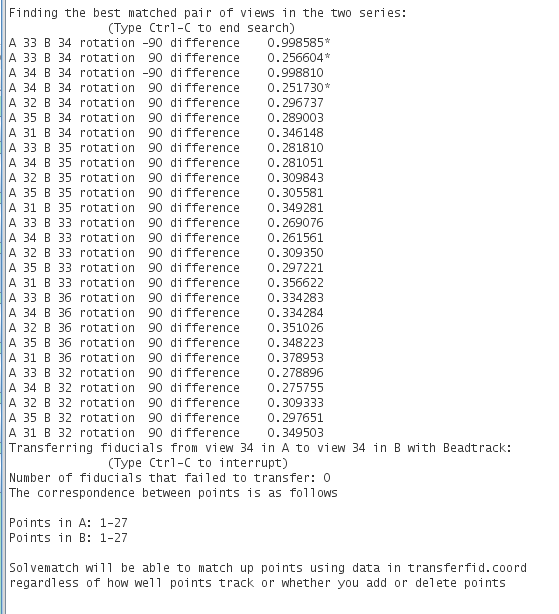 Finding the best matched pair of views in the two series:
(Type Ctrl-C to end search)
A 33 B 34 rotation -90 difference 0.998585*
A 33 B 34 rotation 90 difference 0.256604*
A 34 B 34 rotation -90 difference 0.998810
A 34 B 34 rotation 90 difference 0.251730*
A 32 B 34 rotation 90 difference 0.296737
A 35 B 34 rotation 90 difference 0.289003
A 31 B 34 rotation 90 difference 0.346148
A 33 B 35 rotation 90 difference 0.281810
A 34 B 35 rotation 90 difference 0.281051
A 32 B 35 rotation 90 difference 0.309843
A 35 B 35 rotation 90 difference 0.305581
A 31 B 35 rotation 90 difference 0.349281
A 33 B 33 rotation 90 difference 0.269076
A 34 B 33 rotation 90 difference 0.261561
A 32 B 33 rotation 90 difference 0.309350
A 35 B 33 rotation 90 difference 0.297221
A 31 B 33 rotation 90 difference 0.356622
A 33 B 36 rotation 90 difference 0.334283
A 34 B 36 rotation 90 difference 0.334284
A 32 B 36 rotation 90 difference 0.351026
A 35 B 36 rotation 90 difference 0.348223
A 31 B 36 rotation 90 difference 0.378953
A 33 B 32 rotation 90 difference 0.278896
A 34 B 32 rotation 90 difference 0.275755
A 32 B 32 rotation 90 difference 0.309333
A 35 B 32 rotation 90 difference 0.297651
A 31 B 32 rotation 90 difference 0.349503
Transferring fiducials from view 34 in A to view 34 in B with Beadtrack:
(Type Ctrl-C to interrupt)
Number of fiducials that failed to transfer: 0
The correspondence between points is as follows
Points in A: 1-27
Points in B: 1-27
Solvematch will be able to match up points using data in transferfid.coord
regardless of how well points track or whether you add or delete points